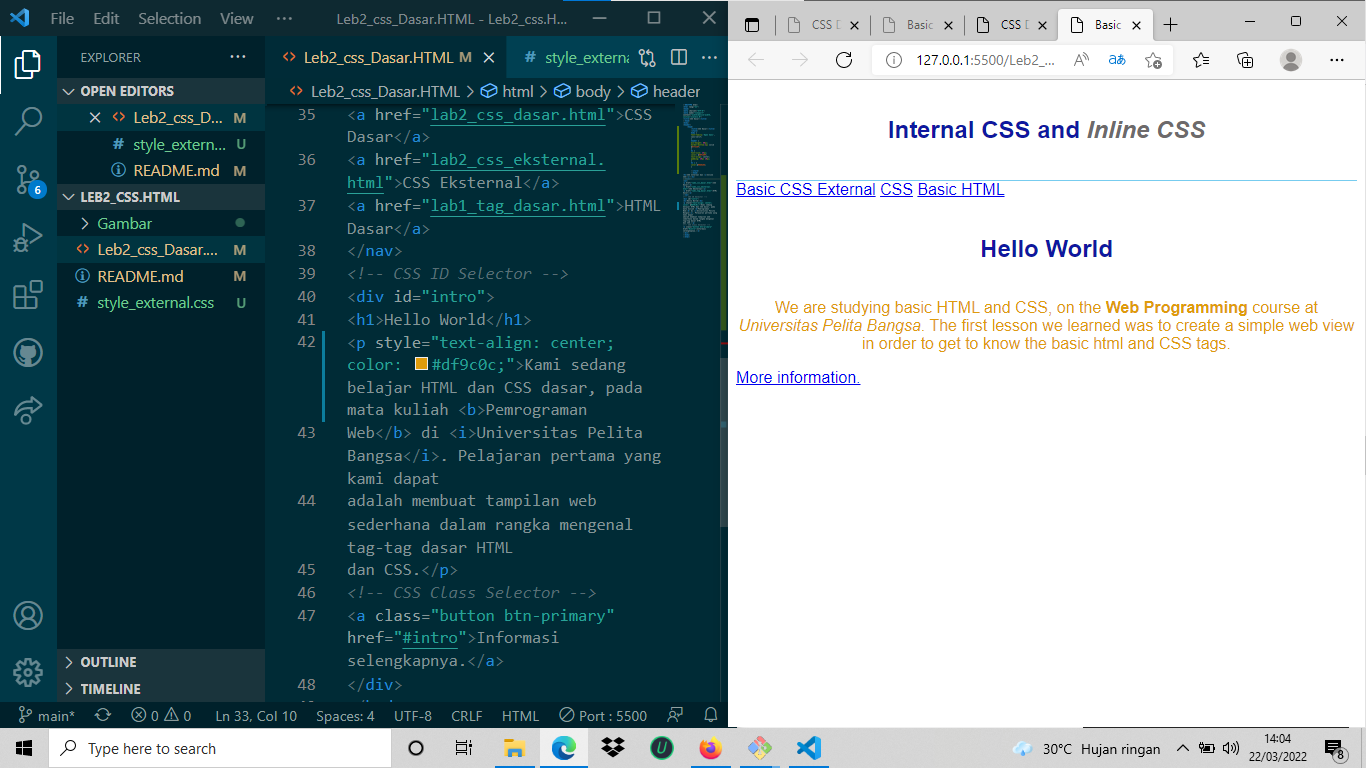 File Edit Selection View ··· Leb2_css_Dasar.HTML - Leb2_css.H...
EXPLORER ···
OPEN EDITORS
Leb2_css_D... M
style_extern... U
README.md M
LEB2_CSS.HTML
Gambar
Leb2_css_Dasar.... M
README.md M
style_external.css U
OUTLINE
TIMELINE
6
Leb2_css_Dasar.HTML M style_externa
Leb2_css_Dasar.HTML > html > body > header
35 <a href="lab2_css_dasar.html">CSS
Dasar</a>
36 <a href="lab2_css_eksternal.
html">CSS Eksternal</a>
37 <a href="lab1_tag_dasar.html">HTML
Dasar</a>
38 </nav>
39 <!-- CSS ID Selector -->
40 <div id="intro">
41 <h1>Hello World</h1>
42 <p style="text-align: center;
color: #df9c0c;">Kami sedang
belajar HTML dan CSS dasar, pada
mata kuliah <b>Pemrograman
43 Web</b> di <i>Universitas Pelita
Bangsa</i>. Pelajaran pertama yang
kami dapat
44 adalah membuat tampilan web
sederhana dalam rangka mengenal
tag-tag dasar HTML
45 dan CSS.</p>
46 <!-- CSS Class Selector -->
47 <a class="button btn-primary"
href="#intro">Informasi
selengkapnya.</a>
48 </div>
main* 0 0 Ln 33, Col 10 Spaces: 4 UTF-8 CRLF HTML Port : 5500
CSS D Basic CSS D Basic
127.0.0.1:5500/Leb2_...
Internal CSS and Inline CSS
Basic CSS External CSS Basic HTML
Hello World
We are studying basic HTML and CSS, on the Web Programming course at
Universitas Pelita Bangsa. The first lesson we learned was to create a simple web view
in order to get to know the basic html and CSS tags.
More information.
Type here to search
30°C Hujan ringan
14:04
22/03/2022
8